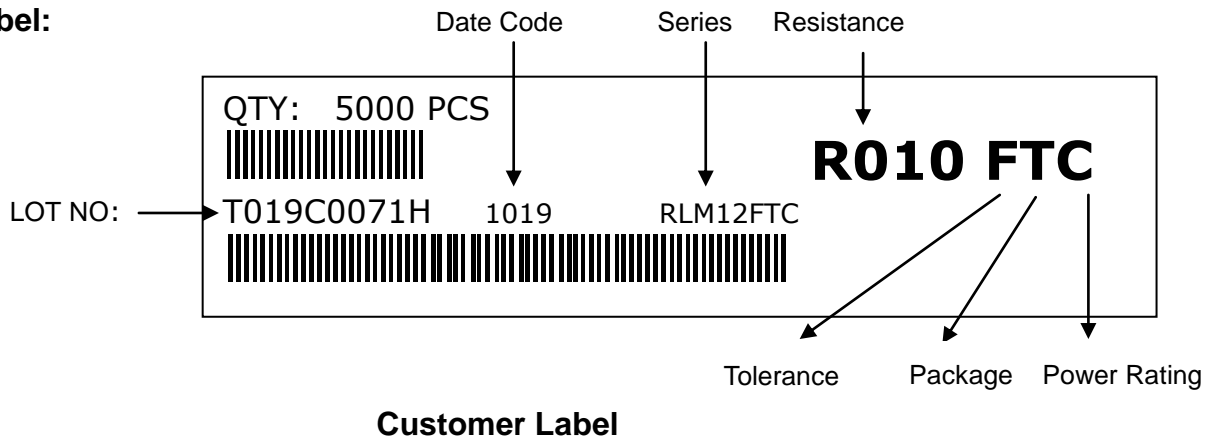 Date Code Series Resistance
QTY: 5000 PCS
R010 FTC
LOT NO: T019C0071H 1019 RLM12FTC
Tolerance Package Power Rating
Customer Label